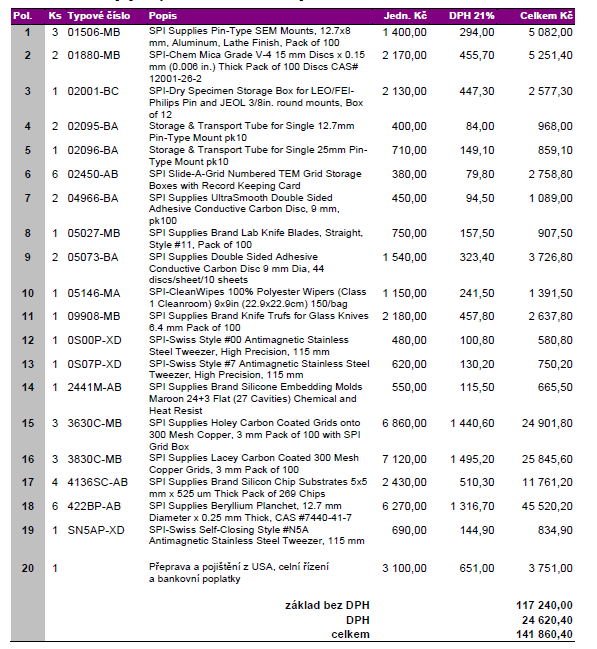 Pol. Ks Typové číslo Popis Jedn. Kč DPH 21% Celkem Kč
1 3 01506-MB SPI Supplies Pin-Type SEM Mounts, 12.7x8 1 400,00 294,00 5 082,00
mm, Aluminum, Lathe Finish, Pack of 100
2 2 01880-MB SPI-Chem Mica Grade V-4 15 mm Discs x 0.15 2 170,00 455,70 5 251,40
mm (0.006 in.) Thick Pack of 100 Discs CAS#
12001-26-2
3 1 02001-BC SPI-Dry Specimen Storage Box for LEO/FEI- 2 130,00 447,30 2 577,30
Philips Pin and JEOL 3/8in. round mounts, Box
of 12
4 2 02095-BA Storage & Transport Tube for Single 12.7mm 400,00 84,00 968,00
Pin-Type Mount pk10
5 1 02096-BA Storage & Transport Tube for Single 25mm Pin- 710,00 149,10 859,10
Type Mount pk10
6 6 02450-AB SPI Slide-A-Grid Numbered TEM Grid Storage 380,00 79,80 2 758,80
Boxes with Record Keeping Card
7 2 04966-BA SPI Supplies UltraSmooth Double Sided 450,00 94,50 1 089,00
Adhesive Conductive Carbon Disc, 9 mm,
pk100
8 1 05027-MB SPI Supplies Brand Lab Knife Blades, Straight, 750,00 157,50 907,50
Style #11, Pack of 100
9 2 05073-BA SPI Supplies Double Sided Adhesive 1 540,00 323,40 3 726,80
Conductive Carbon Disc 9 mm Dia, 44
discs/sheet/10 sheets
10 1 05146-MA SPI-CleanWipes 100% Polyester Wipers (Class 1 150,00 241,50 1 391,50
1 Cleanroom) 9x9in (22.9x22.9cm) 150/bag
11 1 09908-MB SPI Supplies Brand Knife Trufs for Glass Knives 2 180,00 457,80 2 637,80
6.4 mm Pack of 100
12 1 0S00P-XD SPI-Swiss Style #00 Antimagnetic Stainless 480,00 100,80 580,80
Steel Tweezer, High Precision, 115 mm
13 1 0S07P-XD SPI-Swiss Style #7 Antimagnetic Stainless Steel 620,00 130,20 750,20
Tweezer, High Precision, 115 mm
14 1 2441M-AB SPI Supplies Brand Silicone Embedding Molds 550,00 115,50 665,50
Maroon 24+3 Flat (27 Cavities) Chemical and
Heat Resist
15 3 3630C-MB SPI Supplies Holey Carbon Coated Grids onto 6 860,00 1 440,60 24 901,80
300 Mesh Copper, 3 mm Pack of 100 with SPI
Grid Box
16 3 3830C-MB SPI Supplies Lacey Carbon Coated 300 Mesh 7 120,00 1 495,20 25 845,60
Copper Grids, 3 mm Pack of 100
17 4 4136SC-AB SPI Supplies Brand Silicon Chip Substrates 5x5 2 430,00 510,30 11 761,20
mm x 525 um Thick Pack of 269 Chips
18 6 422BP-AB SPI Supplies Beryllium Planchet, 12.7 mm 6 270,00 1 316,70 45 520,20
Diameter x 0.25 mm Thick, CAS #7440-41-7
19 1 SN5AP-XD SPI-Swiss Self-Closing Style #N5A 690,00 144,90 834,90
Antimagnetic Stainless Steel Tweezer, 115 mm
20 1 Přeprava a pojištění z USA, celní řízení 3 100,00 651,00 3 751,00
a bankovní poplatky
základ bez DPH 117 240,00
DPH 24 620,40
celkem 141 860,40